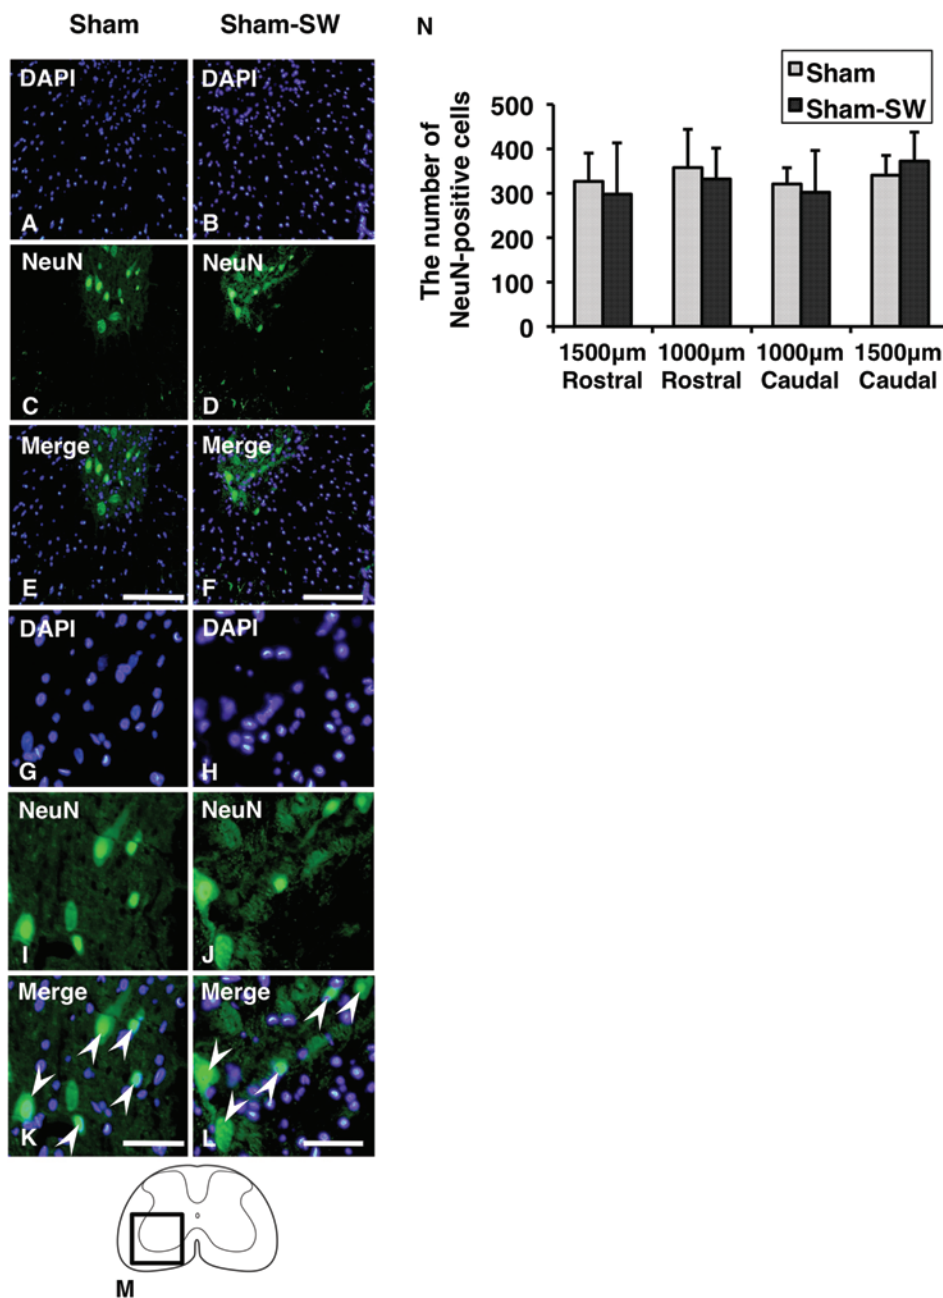 Sham Sham-SW
DAPI DAPI
A B
NeuN NeuN
C D
Merge Merge
E F
DAPI DAPI
G H
NeuN NeuN
I J
Merge Merge
K L
M
N
Sham
Sham-SW
The number of
NeuN-positive cells
500
400
300
200
100
0
1500µm 1000µm 1000µm 1500µm
Rostral Rostral Caudal Caudal